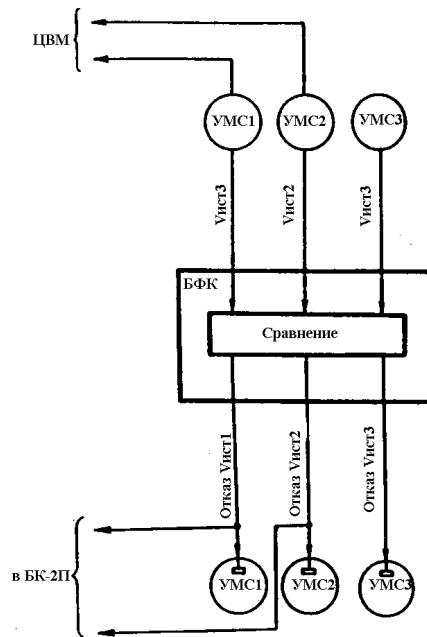 ЦВМ
УМС1 УМС2 УМС3
Vист3 Vист2 Vист3
БФК
Сравнение
Отказ Vист1 Отказ Vист2 Отказ Vист3
в БК-2П
УМС1 УМС2 УМС3